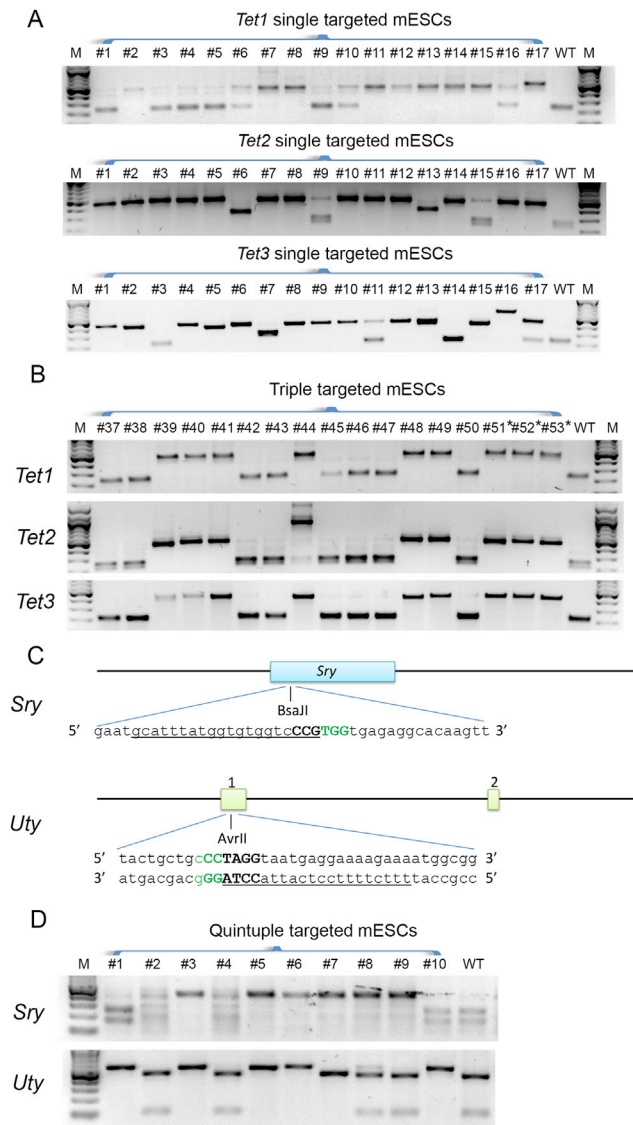 A
Tet1 single targeted mESCs
M #1 #2 #3 #4 #5 #6 #7 #8 #9 #10 #11 #12 #13 #14 #15 #16 #17 WT M
Tet2 single targeted mESCs
M #1 #2 #3 #4 #5 #6 #7 #8 #9 #10 #11 #12 #13 #14 #15 #16 #17 WT M
Tet3 single targeted mESCs
M #1 #2 #3 #4 #5 #6 #7 #8 #9 #10 #11 #12 #13 #14 #15 #16 #17 WT M
B
Triple targeted mESCs
M #37 #38 #39 #40 #41 #42 #43 #44 #45 #46 #47 #48 #49 #50 #51* #52* #53* WT M
Tet1
Tet2
Tet3
C
Sry
Sry
BsaJI
5’ gaatgcatttatggtgtggtcCCGTGGtgagaggcacaagtt 3’
1 2
Uty
AvrII
5’ tactgctgcCCTAGGtaatgaggaaaagaaaatggcgg 3’
3’ atgacgacgGGATCCattactccttttcttttaccgcc 5’
D
Quintuple targeted mESCs
M #1 #2 #3 #4 #5 #6 #7 #8 #9 #10 WT
Sry
Uty